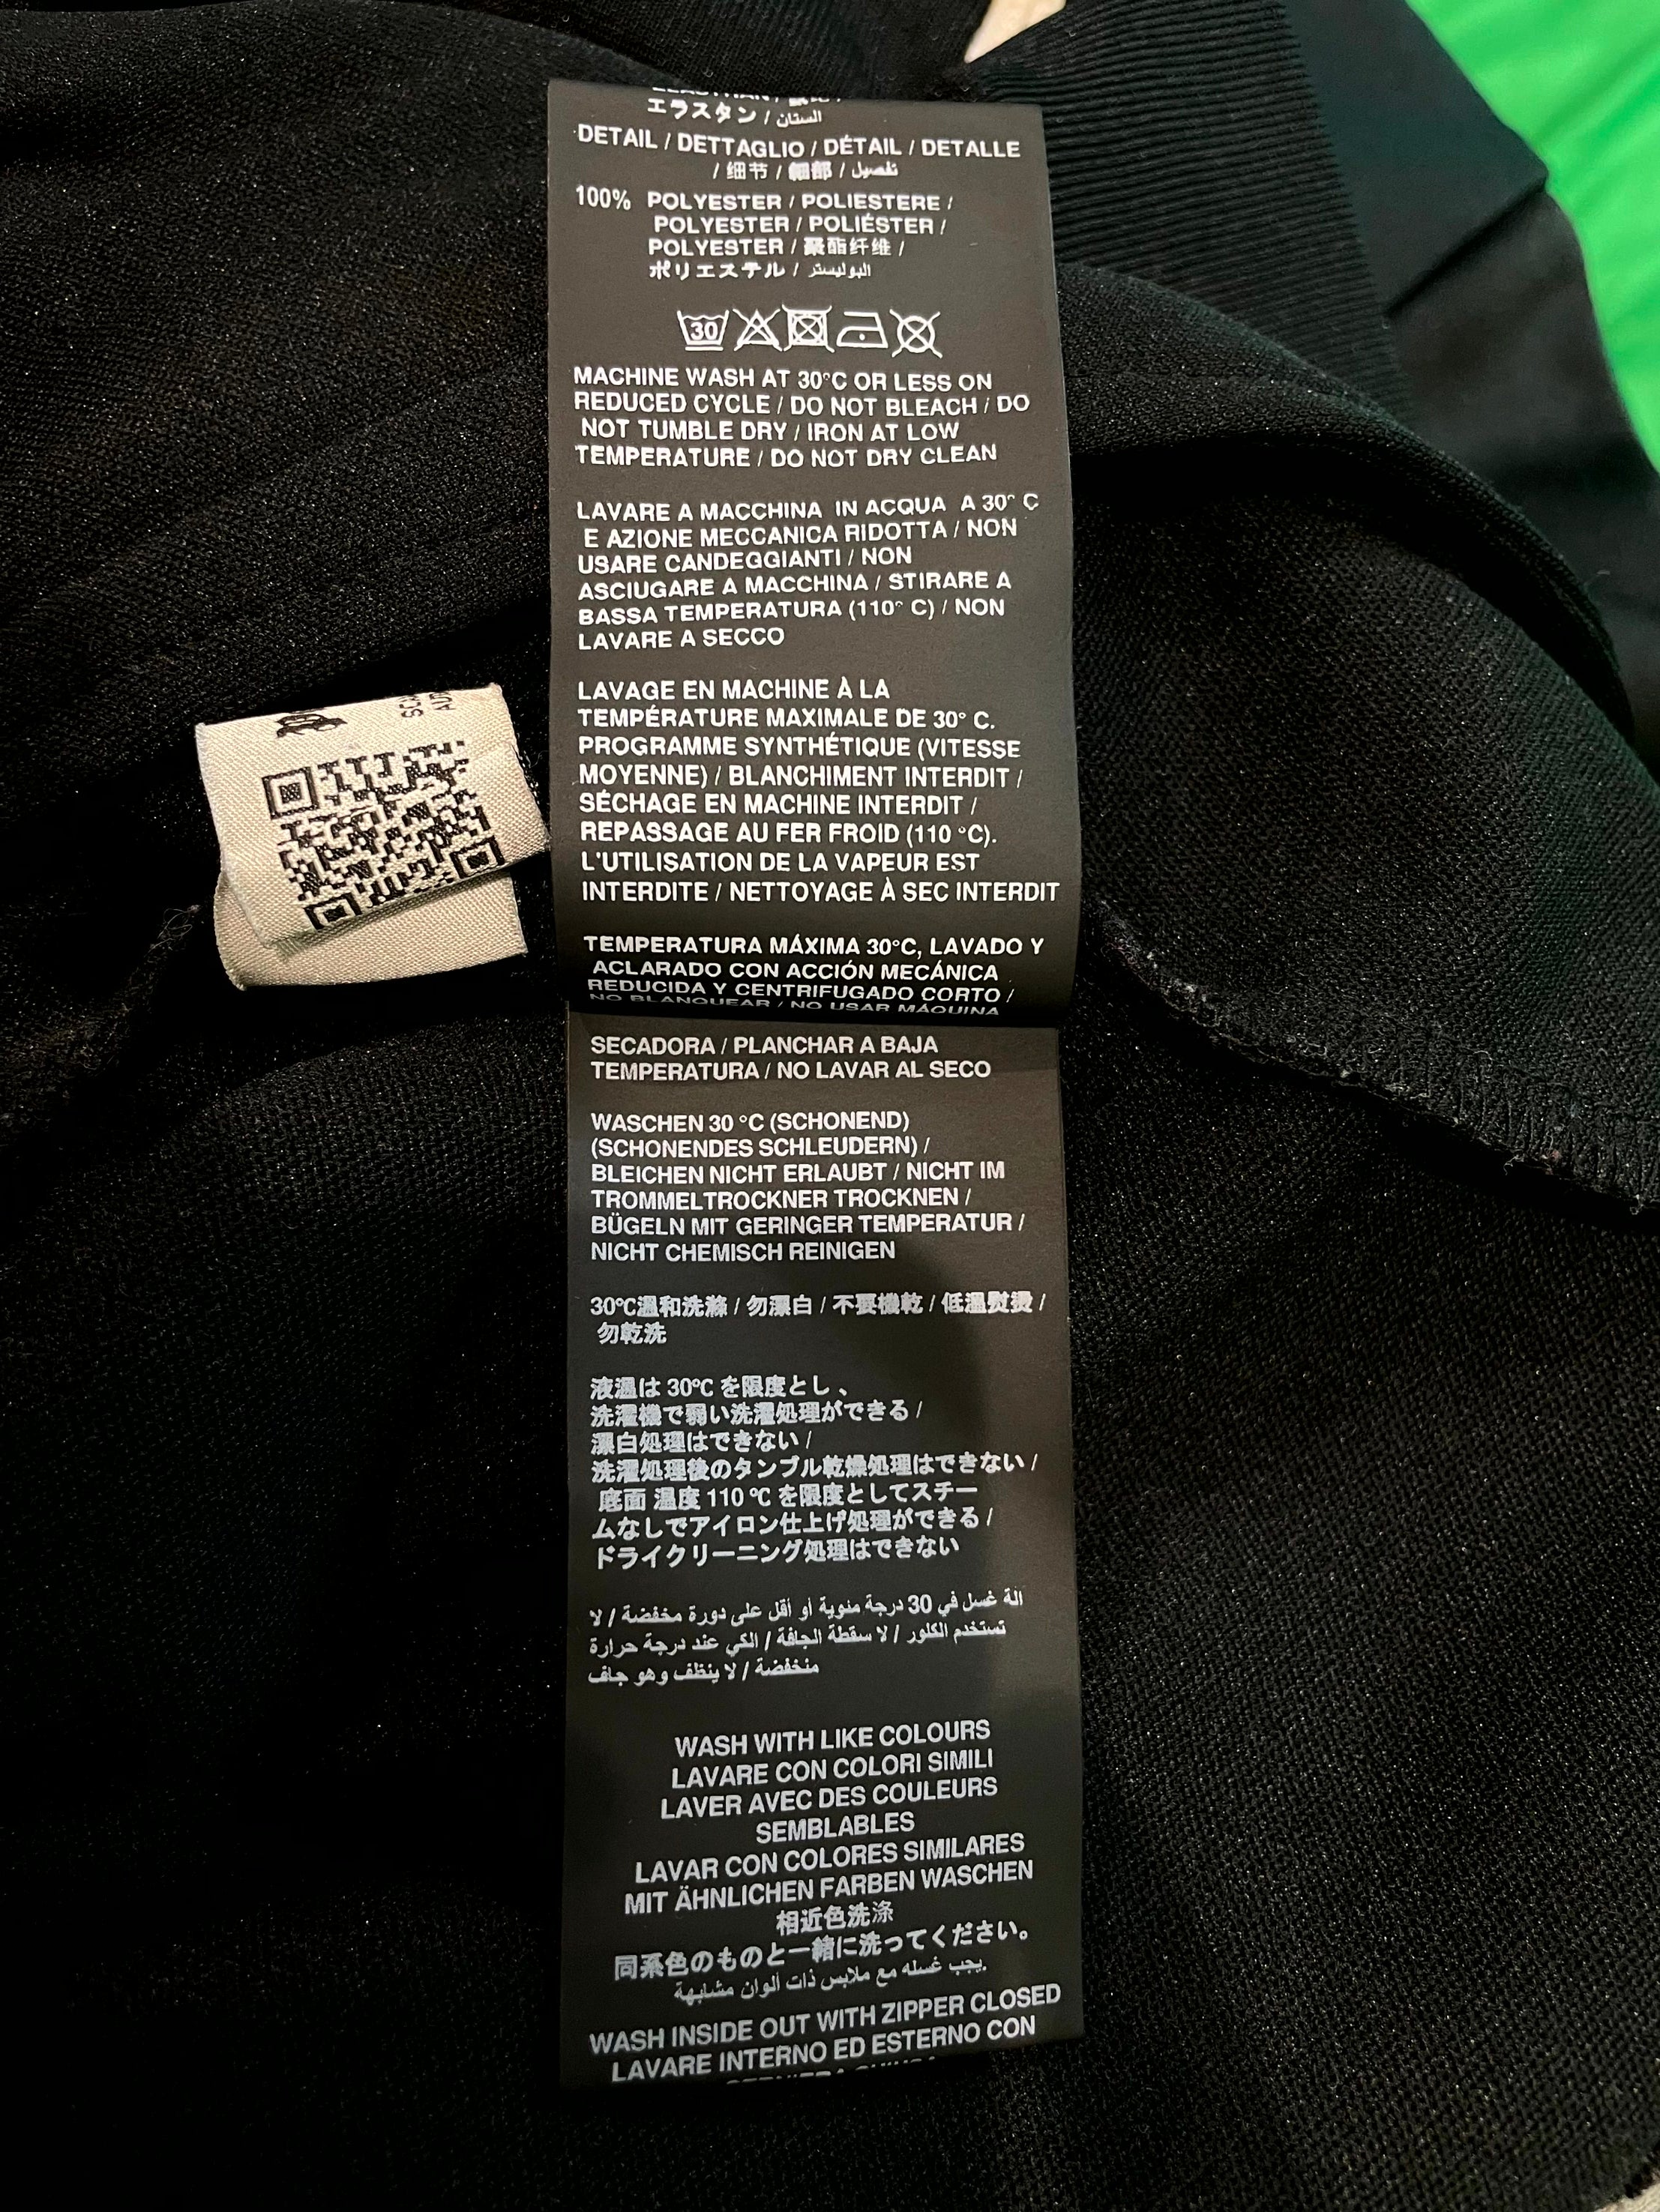 エラスタン / الستان
DETAIL / DETTAGLIO / DÉTAIL / DETALLE
/ 细节 / 細部 / تفصيل
100% POLYESTER / POLIESTERE /
POLYESTER / POLIÉSTER /
POLYESTER / 聚酯纤维 /
ポリエステル / البوليستر
30
MACHINE WASH AT 30°C OR LESS ON
REDUCED CYCLE / DO NOT BLEACH / DO
NOT TUMBLE DRY / IRON AT LOW
TEMPERATURE / DO NOT DRY CLEAN
LAVARE A MACCHINA IN ACQUA A 30° C
E AZIONE MECCANICA RIDOTTA / NON
USARE CANDEGGIANTI / NON
ASCIUGARE A MACCHINA / STIRARE A
BASSA TEMPERATURA (110° C) / NON
LAVARE A SECCO
LAVAGE EN MACHINE À LA
TEMPÉRATURE MAXIMALE DE 30° C.
PROGRAMME SYNTHÉTIQUE (VITESSE
MOYENNE) / BLANCHIMENT INTERDIT /
SÉCHAGE EN MACHINE INTERDIT /
REPASSAGE AU FER FROID (110 °C).
L'UTILISATION DE LA VAPEUR EST
INTERDITE / NETTOYAGE À SEC INTERDIT
TEMPERATURA MÁXIMA 30°C, LAVADO Y
ACLARADO CON ACCIÓN MECÁNICA
REDUCIDA Y CENTRIFUGADO CORTO /
NO BLANQUEAR / NO USAR MÁQUINA
SECADORA / PLANCHAR A BAJA
TEMPERATURA / NO LAVAR AL SECO
WASCHEN 30 °C (SCHONEND)
(SCHONENDES SCHLEUDERN) /
BLEICHEN NICHT ERLAUBT / NICHT IM
TROMMELTROCKNER TROCKNEN /
BÜGELN MIT GERINGER TEMPERATUR /
NICHT CHEMISCH REINIGEN
30℃溫和洗滌 / 勿漂白 / 不要機乾 / 低溫熨燙 /
勿乾洗
液温は 30℃ を限度とし 、
洗濯機で弱い洗濯処理ができる /
漂白処理はできない /
洗濯処理後のタンブル乾燥処理はできない /
底面 温度 110 ℃ を限度としてスチー
ムなしでアイロン仕上げ処理ができる /
ドライクリーニング処理はできない
الة غسل في 30 درجة منوية أو أقل على دورة مخفضة / لا
تستخدم الكلور / لا سقطة الجافة / الكي عند درجة حرارة
منخفضة / لا ينظف وهو جاف
WASH WITH LIKE COLOURS
LAVARE CON COLORI SIMILI
LAVER AVEC DES COULEURS
SEMBLABLES
LAVAR CON COLORES SIMILARES
MIT ÄHNLICHEN FARBEN WASCHEN
相近色洗涤
同系色のものと一緒に洗ってください。
يجب غسله مع ملابس ذات ألوان مشابهة.
WASH INSIDE OUT WITH ZIPPER CLOSED
LAVARE INTERNO ED ESTERNO CON